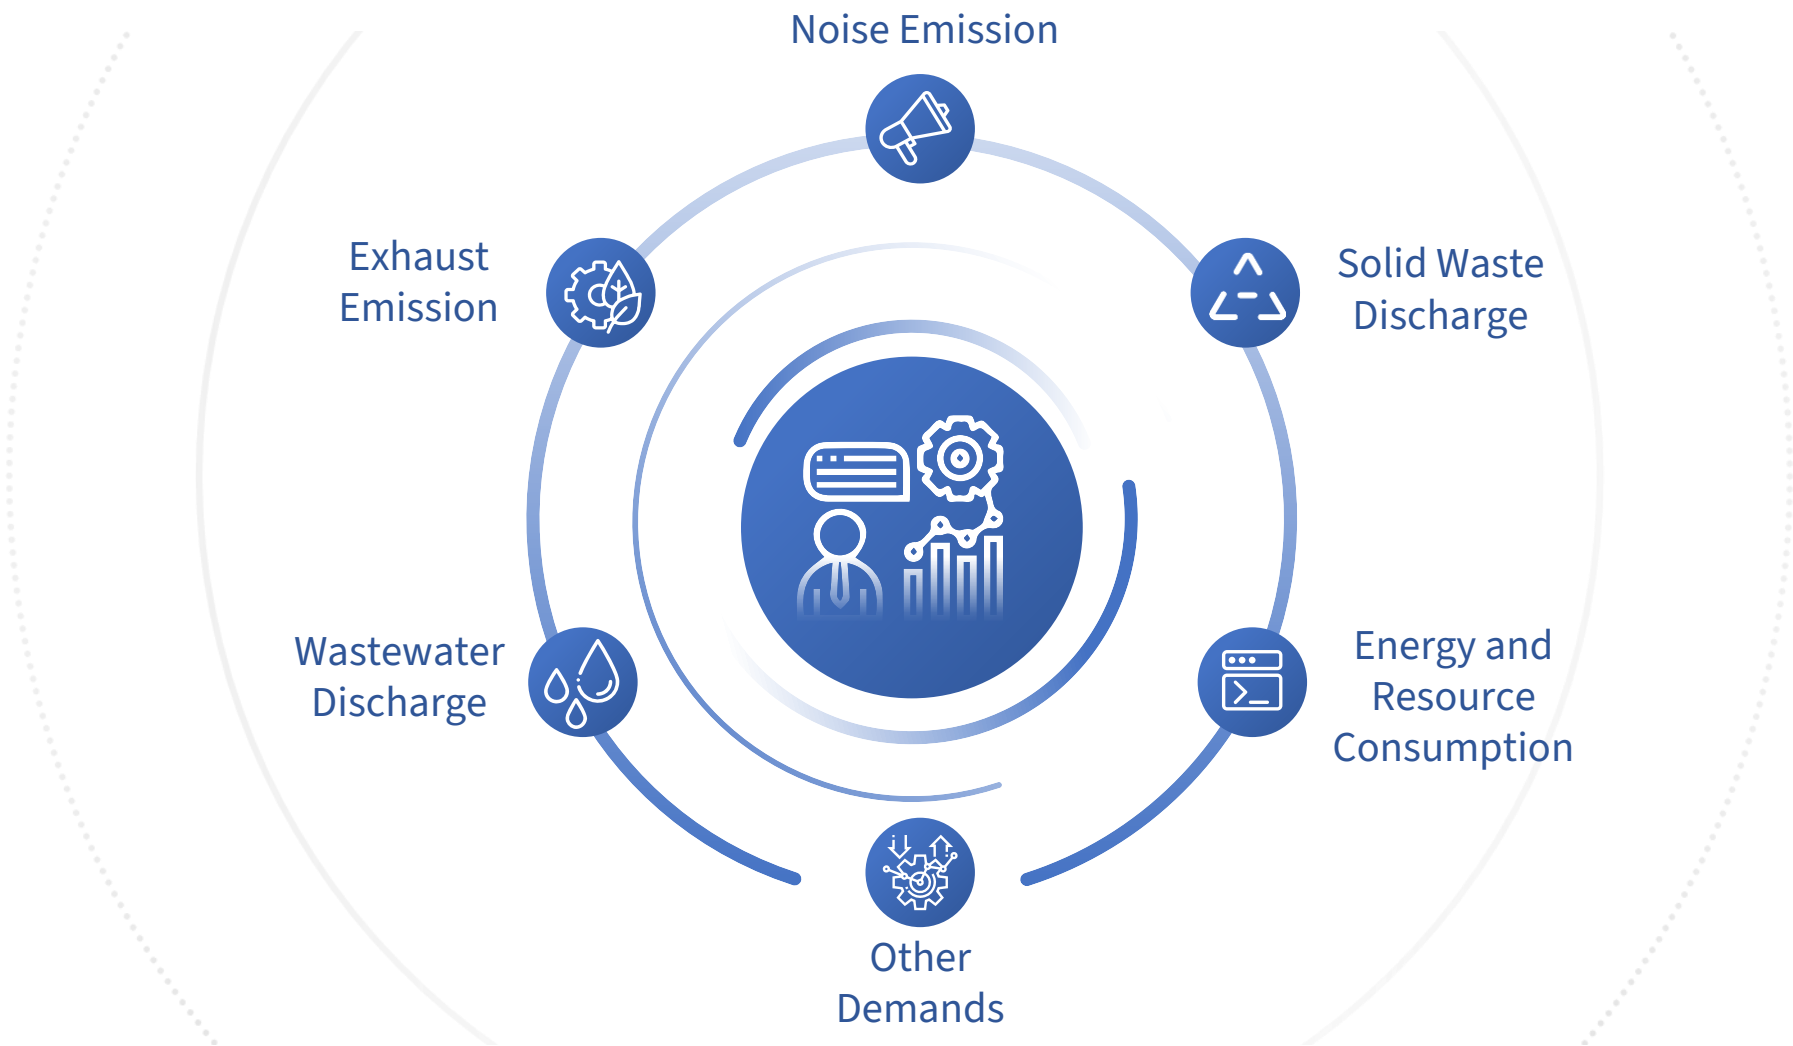 Noise Emission
Exhaust
Emission
Solid Waste
Discharge
Wastewater
Discharge
Energy and
Resource
Consumption
Other
Demands